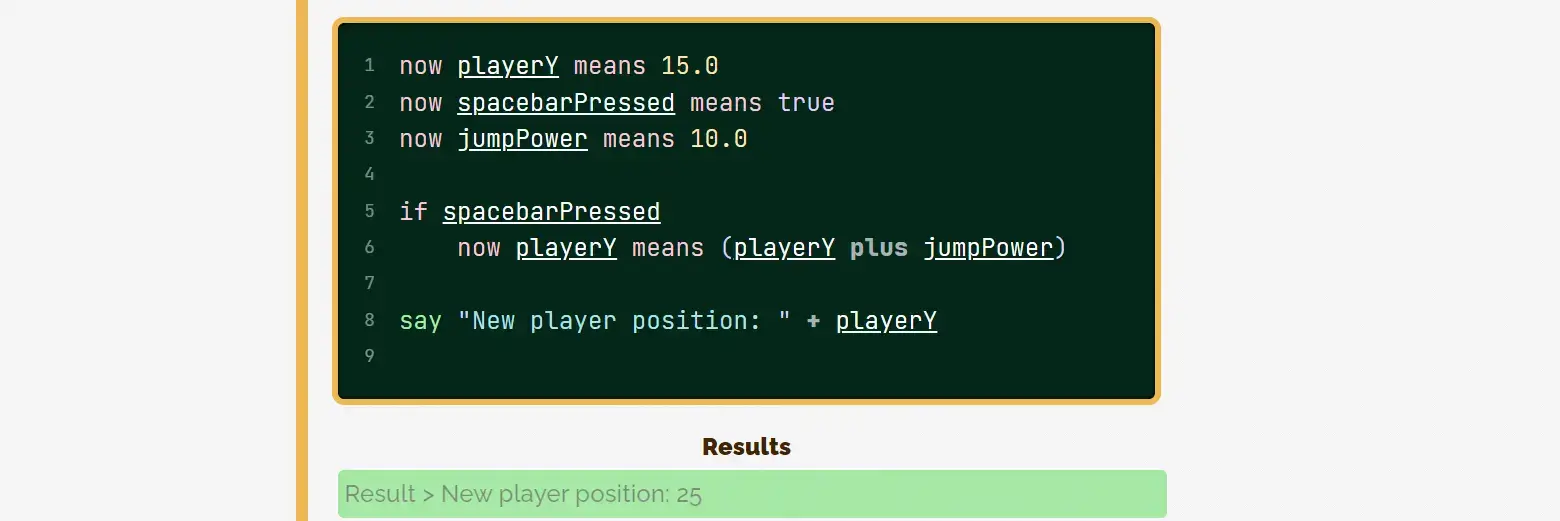 1 now playerY means 15.0
2 now spacebarPressed means true
3 now jumpPower means 10.0
4
5 if spacebarPressed
6     now playerY means (playerY plus jumpPower)
7
8 say "New player position: " + playerY
9
Results
Result > New player position: 25